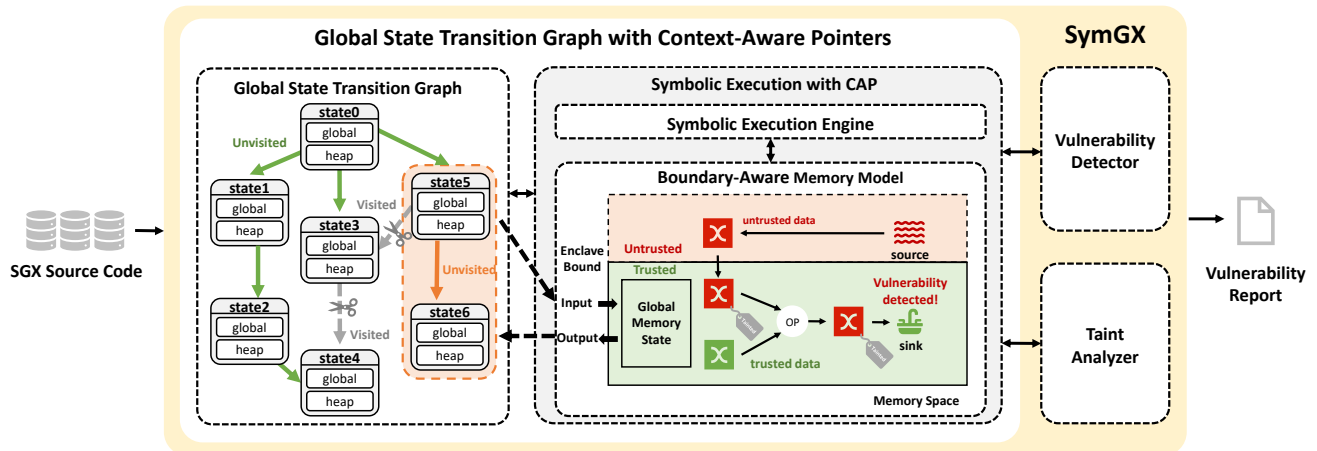 Global State Transition Graph with Context-Aware Pointers
SymGX
SGX Source Code
Global State Transition Graph
state0
global
heap
Unvisited
state1
global
heap
Visited
state3
global
heap
state5
global
heap
Unvisited
state2
global
heap
Visited
state4
global
heap
state6
global
heap
Symbolic Execution with CAP
Symbolic Execution Engine
Boundary-Aware Memory Model
untrusted data
source
Untrusted
Enclave
Bound
Trusted
Input
Output
Global
Memory
State
Tainted
OP
Tainted
Vulnerability
detected!
sink
trusted data
Memory Space
Vulnerability
Detector
Taint
Analyzer
Vulnerability
Report